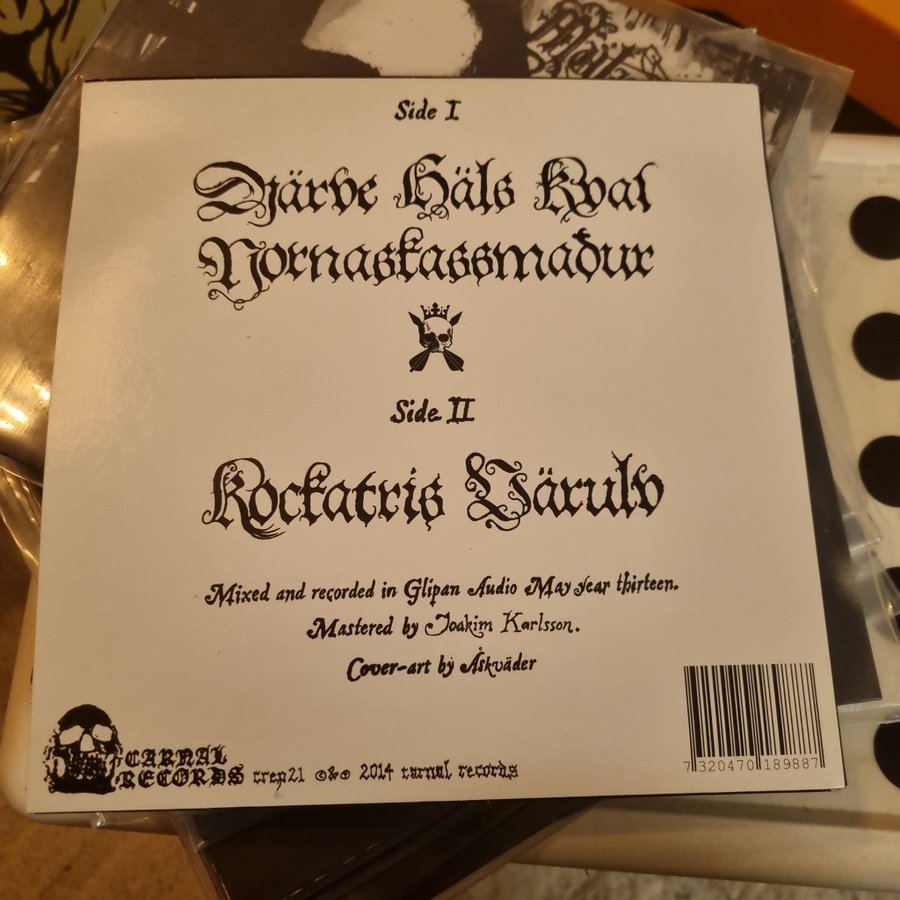 Side I
Djärve Häls Kval
Nornaskassmaður
Side II
Kockatris Värulv
Mixed and recorded in Glipan Audio May year thirteen.
Mastered by Joakim Karlsson.
Cover-art by Åskväder
CARNAL
RECORDS crep21 ©&℗ 2014 carnal records
7 320470 189887